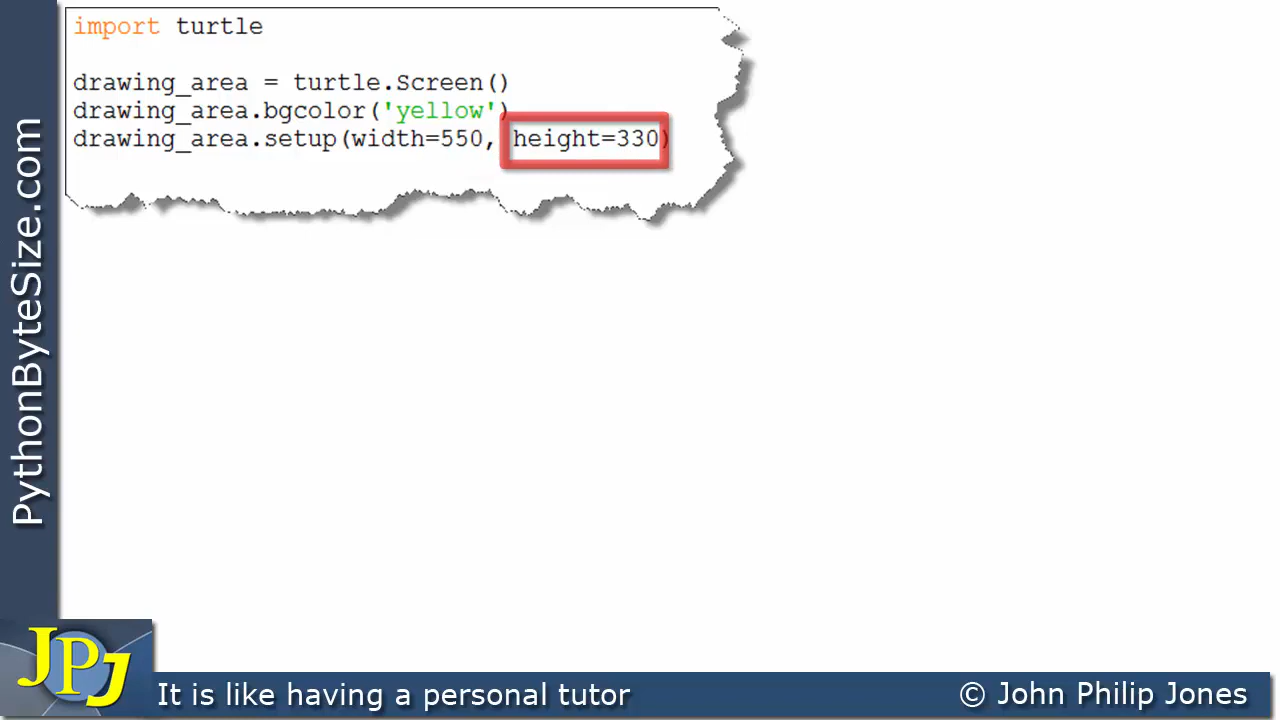 import turtle
drawing_area = turtle.Screen()
drawing_area.bgcolor('yellow')
drawing_area.setup(width=550, height=330)
PythonByteSize.com
JPJ
It is like having a personal tutor
© John Philip Jones